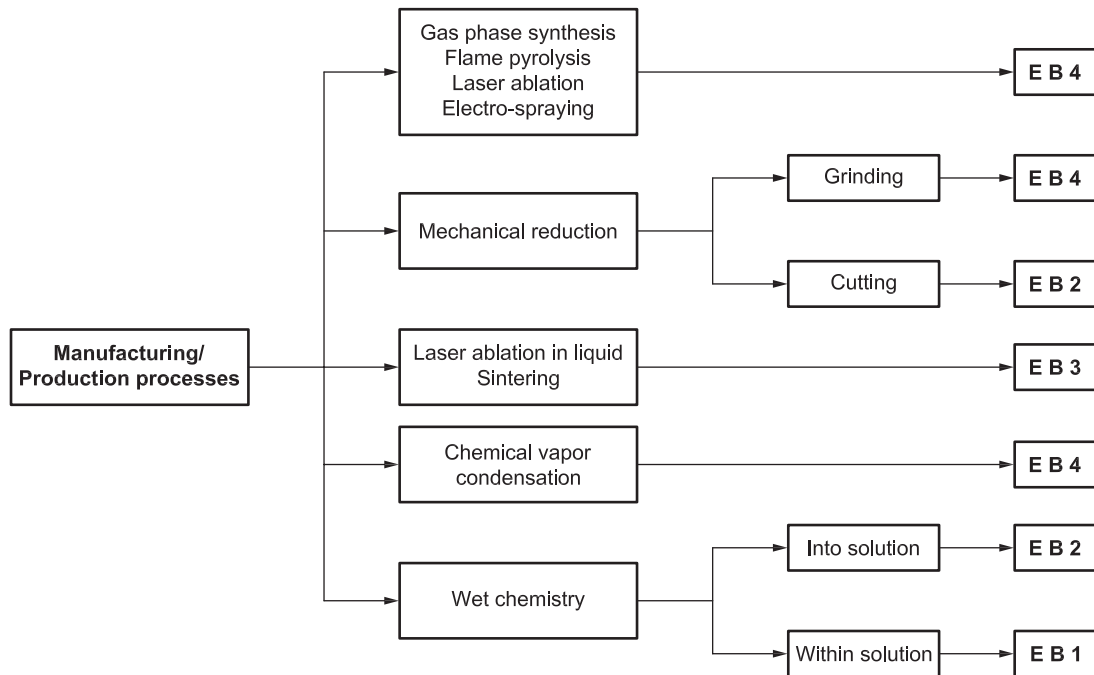 Gas phase synthesis
Flame pyrolysis
Laser ablation
Electro-spraying
E B 4
Mechanical reduction
Grinding
E B 4
Cutting
E B 2
Manufacturing/
Production processes
Laser ablation in liquid
Sintering
E B 3
Chemical vapor
condensation
E B 4
Wet chemistry
Into solution
E B 2
Within solution
E B 1